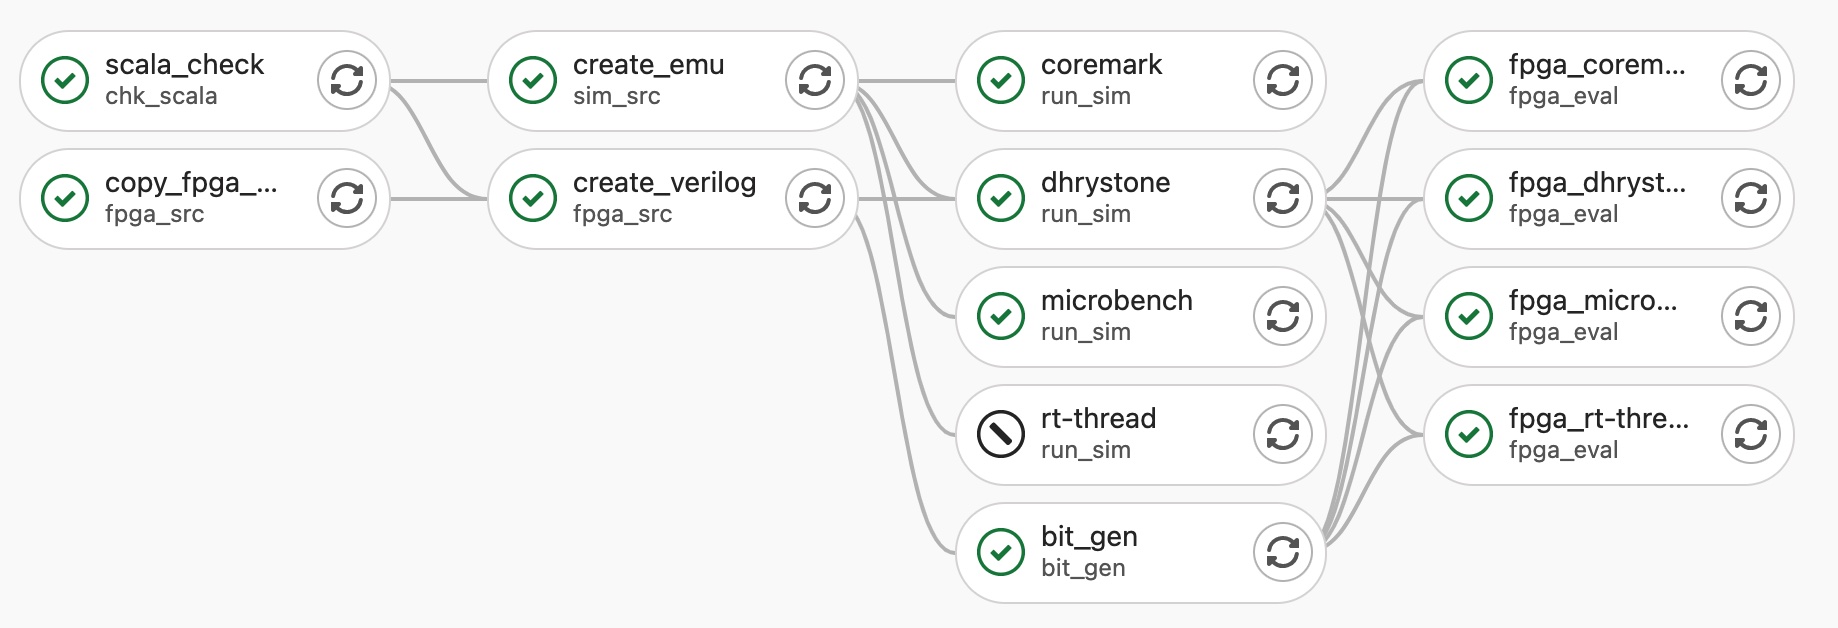 scala_check
chk_scala
copy_fpga_...
fpga_src
create_emu
sim_src
create_verilog
fpga_src
coremark
run_sim
dhrystone
run_sim
microbench
run_sim
rt-thread
run_sim
bit_gen
bit_gen
fpga_corem...
fpga_eval
fpga_dhryst...
fpga_eval
fpga_micro...
fpga_eval
fpga_rt-thre...
fpga_eval